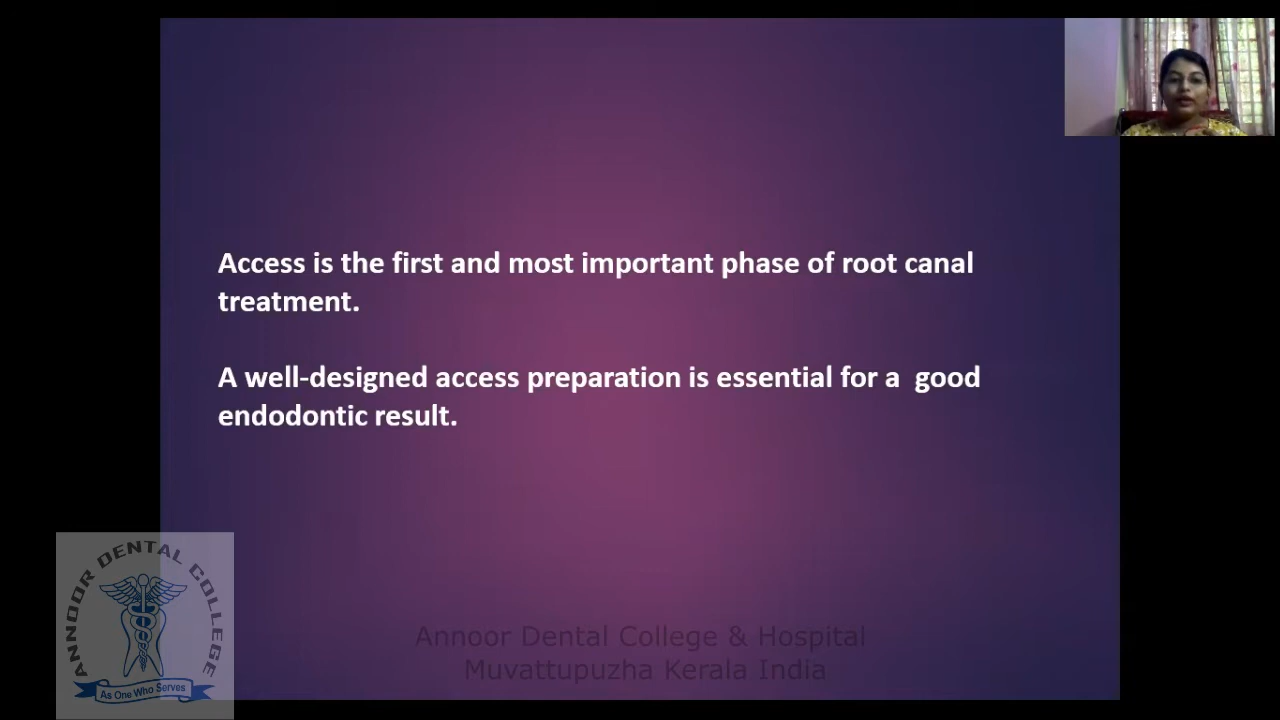 Access is the first and most important phase of root canal
treatment.
A well-designed access preparation is essential for a good
endodontic result.
ANNOOR DENTAL COLLEGE
As One Who Serves
Annoor Dental College & Hospital
Muvattupuzha Kerala India